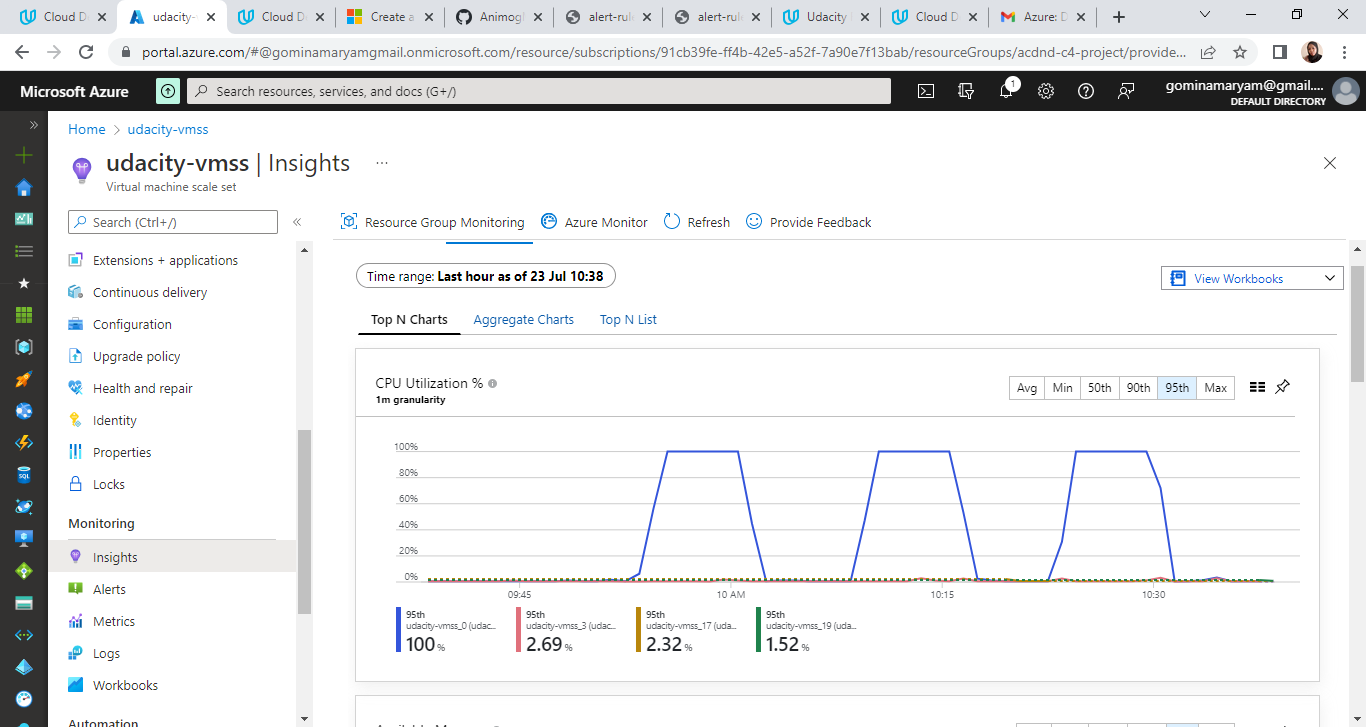 Cloud D
udacity-
Cloud D
Create a
Animog
alert-rul
alert-rul
Udacity
Cloud D
Azure: D
portal.azure.com/#@gominamaryamgmail.onmicrosoft.com/resource/subscriptions/91cb39fe-ff4b-42e5-a52f-7a90e7f13bab/resourceGroups/acdnd-c4-project/provide...
Microsoft Azure
Search resources, services, and docs (G+/)
1
gominamaryam@gmail....
DEFAULT DIRECTORY
Home > udacity-vmss
udacity-vmss | Insights ...
Virtual machine scale set
Search (Ctrl+/)
«
Resource Group Monitoring
Azure Monitor
Refresh
Provide Feedback
Extensions + applications
Continuous delivery
Configuration
Upgrade policy
Health and repair
Identity
Properties
Locks
Monitoring
Insights
Alerts
Metrics
Logs
Workbooks
Automation
Time range: Last hour as of 23 Jul 10:38
View Workbooks
Top N Charts
Aggregate Charts
Top N List
CPU Utilization %
1m granularity
Avg
Min
50th
90th
95th
Max
100%
80%
60%
40%
20%
0%
09:45
10 AM
10:15
10:30
95th
udacity-vmss_0 (udac...
100 %
95th
udacity-vmss_3 (udac...
2.69 %
95th
udacity-vmss_17 (uda...
2.32 %
95th
udacity-vmss_19 (uda...
1.52 %